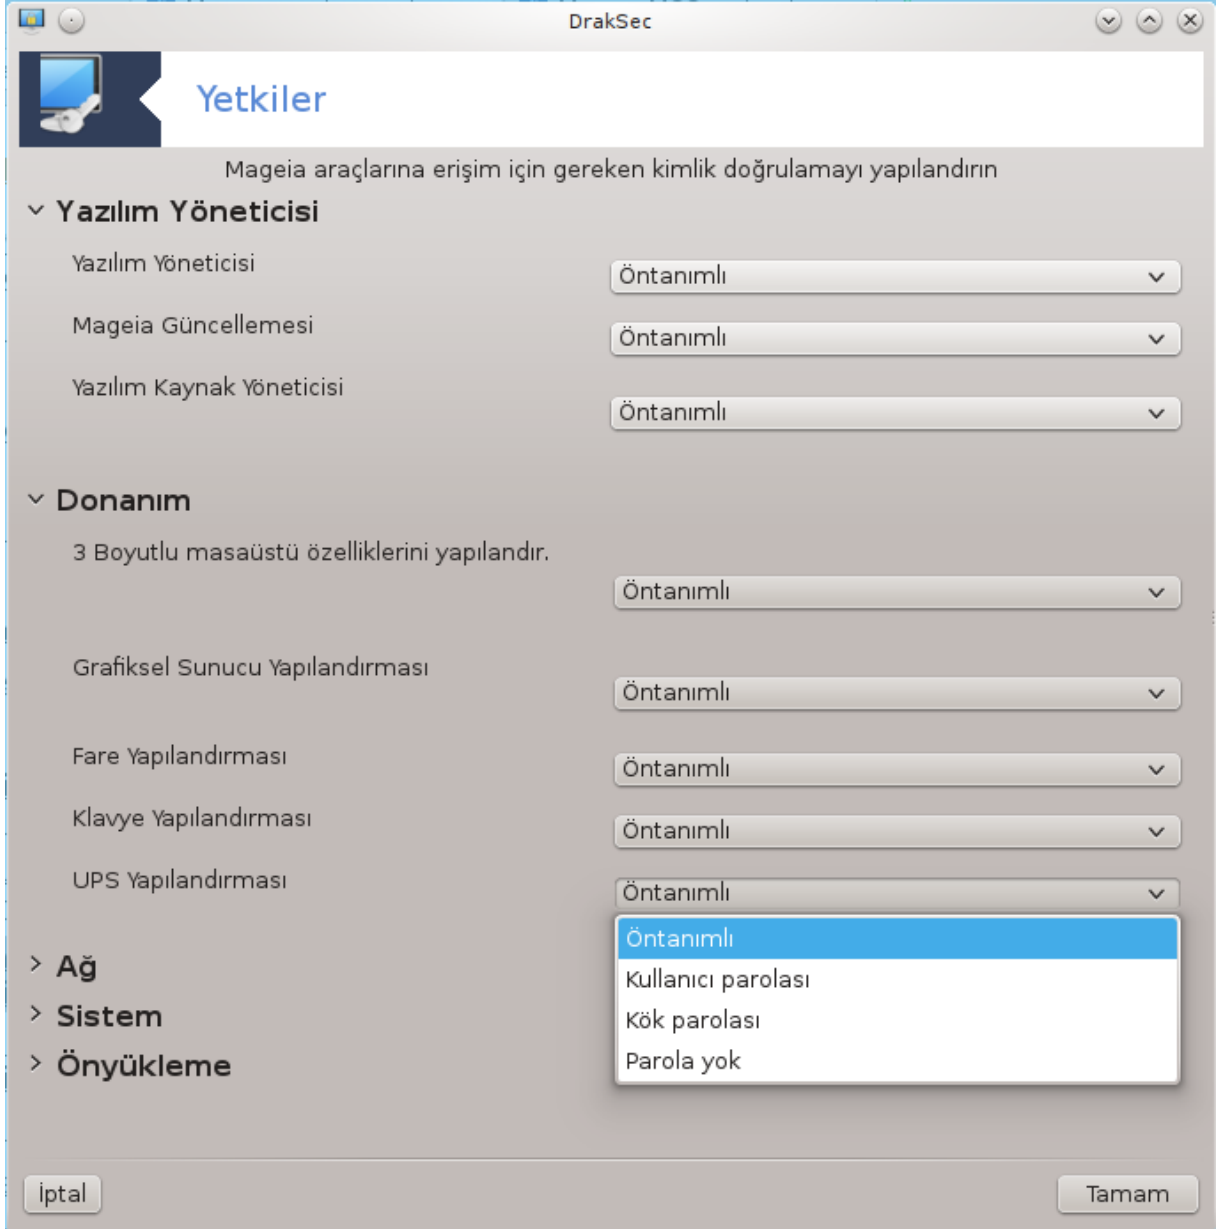 DrakSec
Yetkiler
Mageia araçlarına erişim için gereken kimlik doğrulamayı yapılandırın
Yazılım Yöneticisi
Yazılım Yöneticisi
Öntanımlı
Mageia Güncellemesi
Öntanımlı
Yazılım Kaynak Yöneticisi
Öntanımlı
Donanım
3 Boyutlu masaüstü özelliklerini yapılandır.
Öntanımlı
Grafiksel Sunucu Yapılandırması
Öntanımlı
Fare Yapılandırması
Öntanımlı
Klavye Yapılandırması
Öntanımlı
UPS Yapılandırması
Öntanımlı
Öntanımlı
Kullanıcı parolası
Kök parolası
Parola yok
Ağ
Sistem
Önyükleme
İptal
Tamam